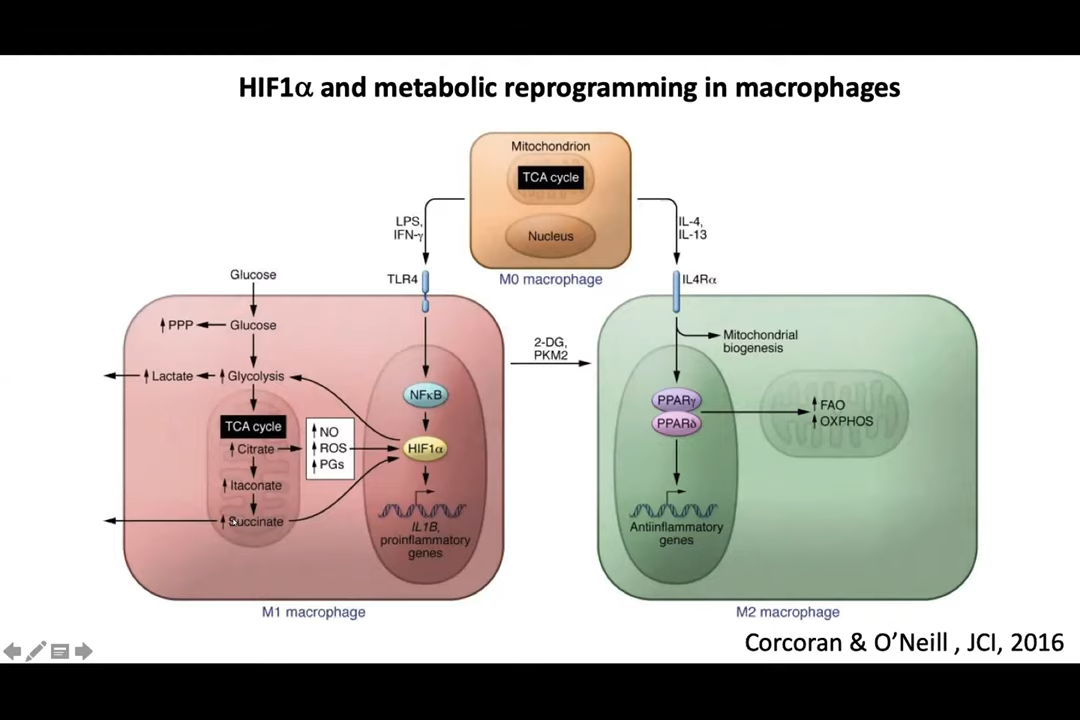 HIF1α and metabolic reprogramming in macrophages
Mitochondrion
TCA cycle
Nucleus
M0 macrophage
LPS,
IFN-γ
TLR4
IL-4,
IL-13
IL4Rα
Glucose
PPP
Glucose
Lactate
Glycolysis
TCA cycle
Citrate
Itaconate
Succinate
NO
ROS
PGs
NFκB
HIF1α
IL1B,
proinflammatory
genes
M1 macrophage
2-DG,
PKM2
Mitochondrial
biogenesis
PPARγ
PPARδ
FAO
OXPHOS
Antiinflammatory
genes
M2 macrophage
Corcoran & O’Neill , JCI, 2016